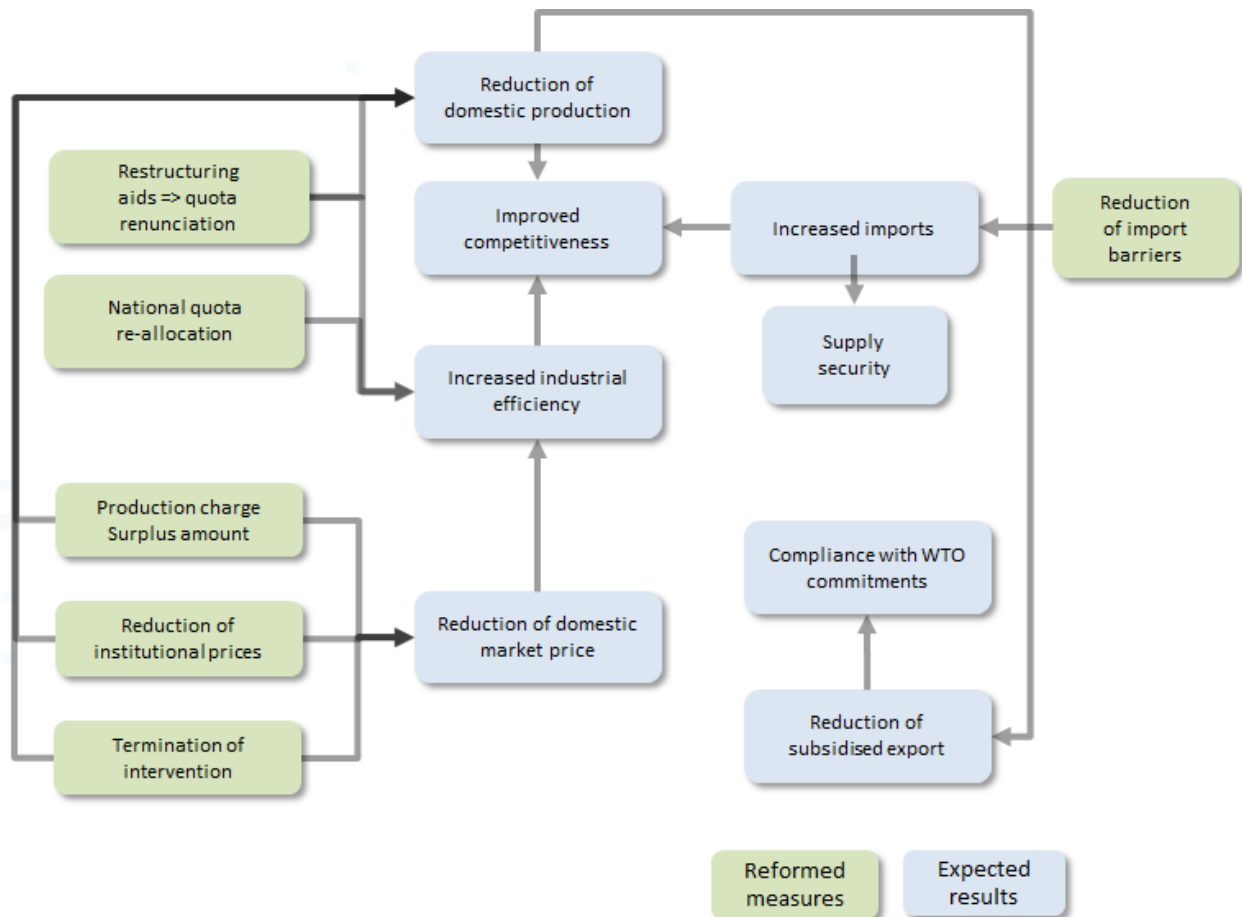 Reduction of
domestic production
Restructuring
aids => quota
renunciation
Improved
competitiveness
Increased imports
Reduction
of import
barriers
National quota
re-allocation
Supply
security
Increased industrial
efficiency
Production charge
Surplus amount
Compliance with WTO
commitments
Reduction of
institutional prices
Reduction of domestic
market price
Termination of
intervention
Reduction of
subsidised export
Reformed
measures
Expected
results